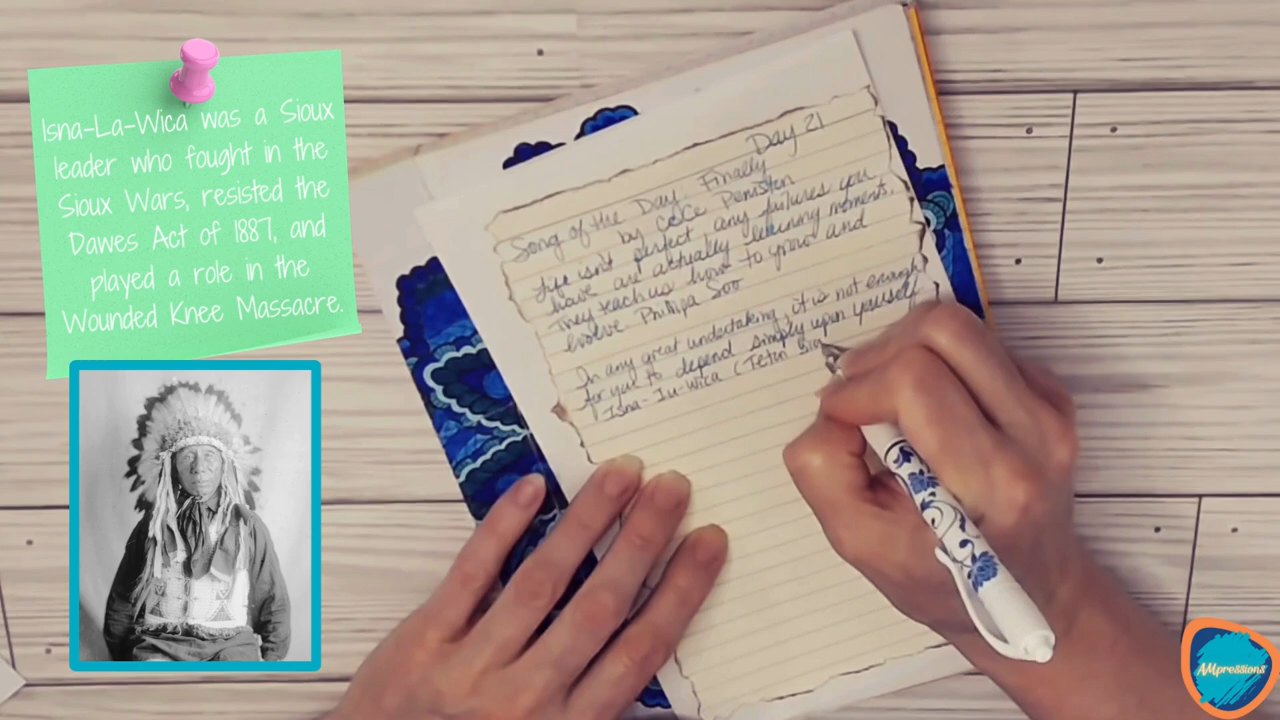 Isna-La-Wica was a Sioux
leader who fought in the
Sioux Wars, resisted the
Dawes Act of 1887, and
played a role in the
Wounded Knee Massacre.
Day 21
Song of the Day: Finally
by CeCe Peniston
Life isn't perfect, any failures you
have are actually learning moments.
They teach us how to grow and
evolve Phillipa Soo
In any great undertaking, it is not enough
for you to depend simply upon yourself
Isna-Iu-Wica (Teton
AMpressions